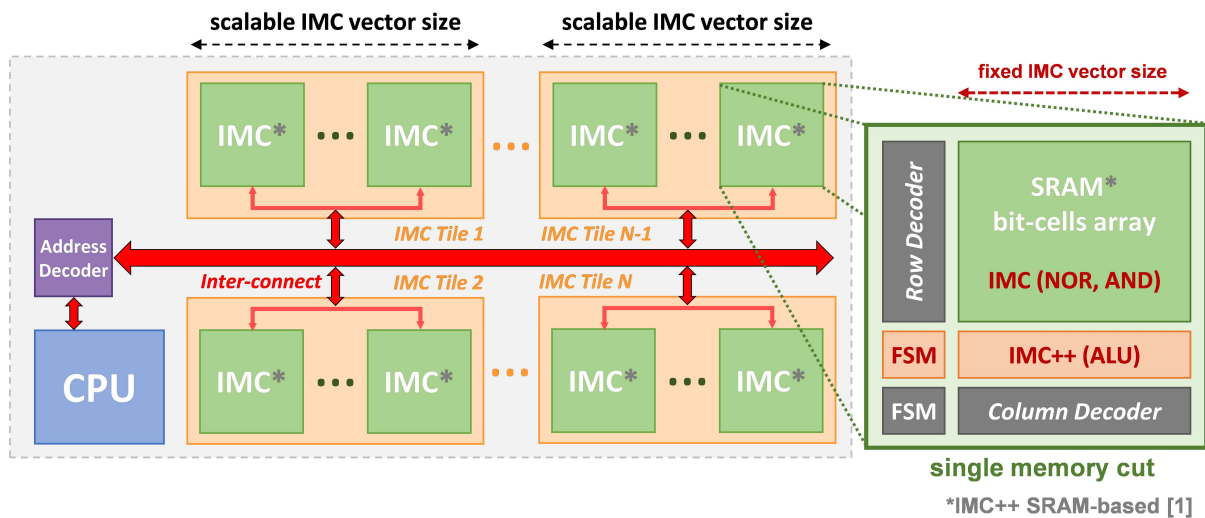 scalable IMC vector size
scalable IMC vector size
fixed IMC vector size
IMC*
IMC*
IMC*
IMC*
IMC Tile 1
IMC Tile N-1
Address
Decoder
Inter-connect
IMC Tile 2
IMC Tile N
CPU
IMC*
IMC*
IMC*
IMC*
Row Decoder
SRAM*
bit-cells array
IMC (NOR, AND)
FSM
IMC++ (ALU)
FSM
Column Decoder
single memory cut
*IMC++ SRAM-based [1]